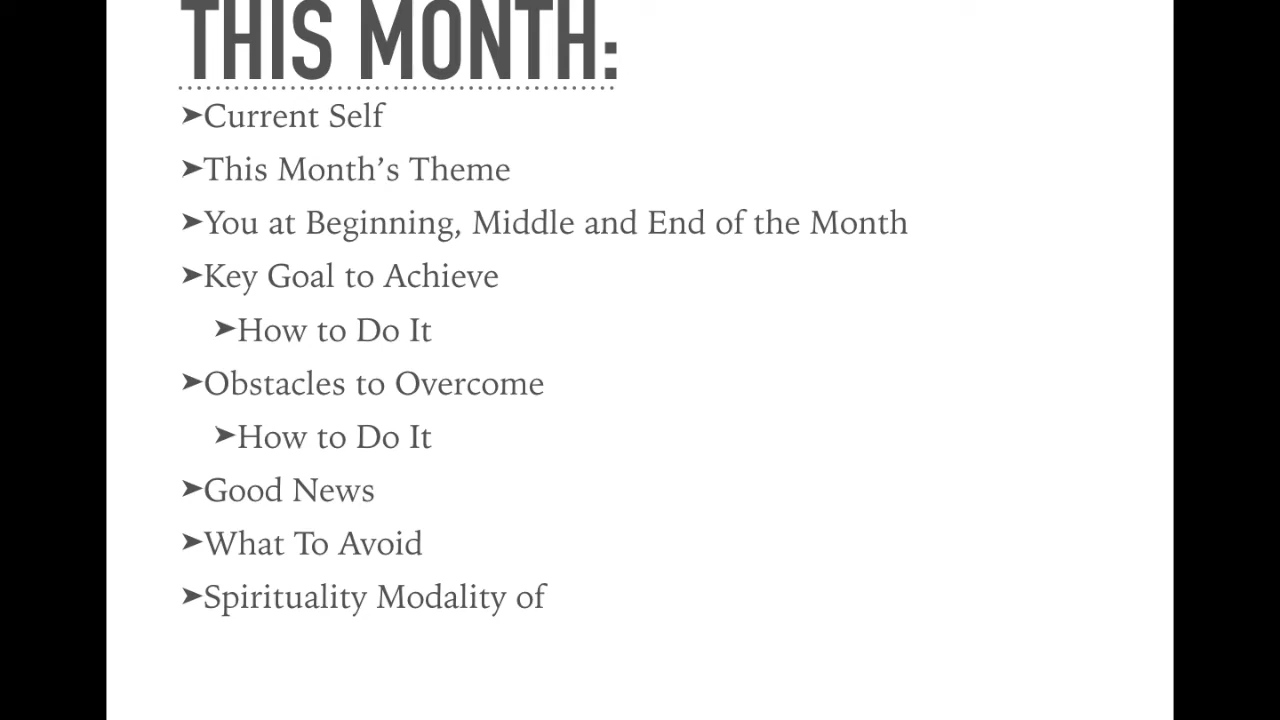 THIS MONTH:
➤Current Self
➤This Month’s Theme
➤You at Beginning, Middle and End of the Month
➤Key Goal to Achieve
➤How to Do It
➤Obstacles to Overcome
➤How to Do It
➤Good News
➤What To Avoid
➤Spirituality Modality of